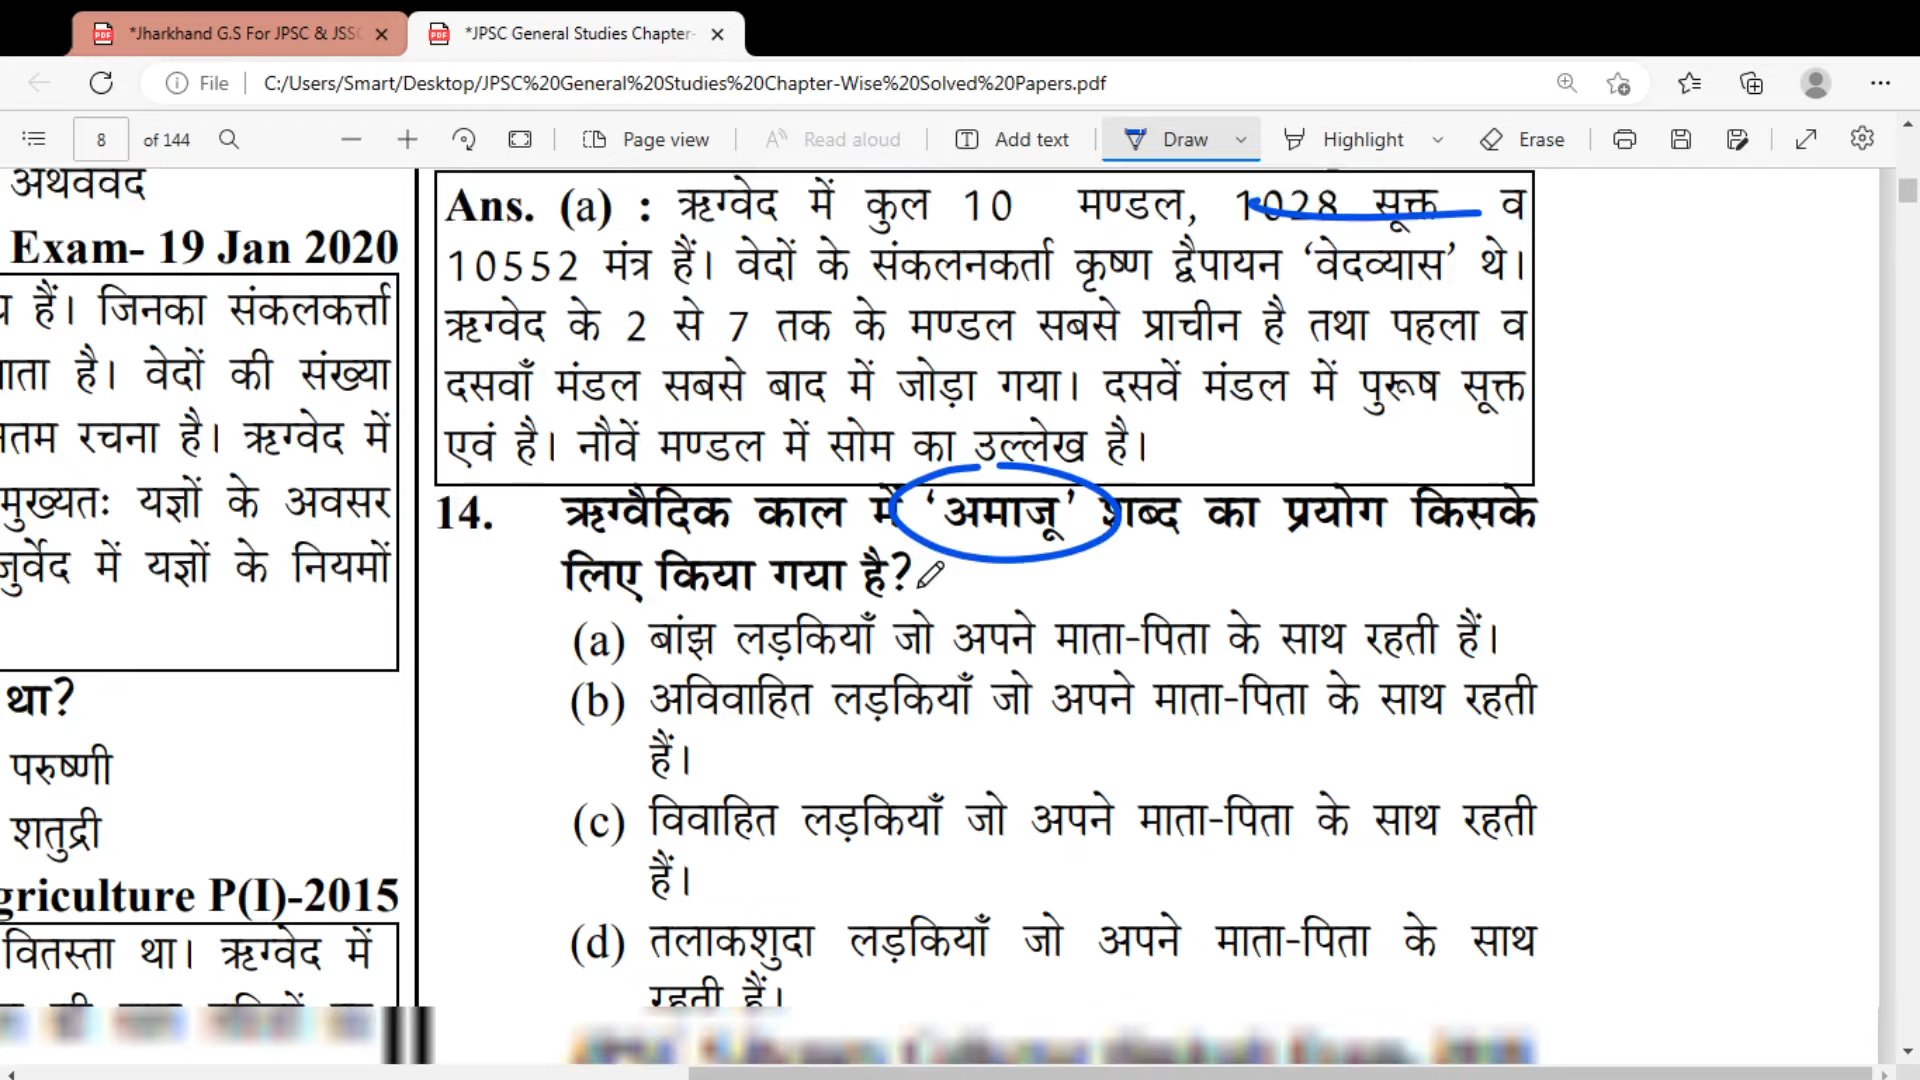 *Jharkhand G.S For JPSC & JSSC
*JPSC General Studies Chapter-
File
C:/Users/Smart/Desktop/JPSC%20General%20Studies%20Chapter-Wise%20Solved%20Papers.pdf
8 of 144
Page view
Read aloud
Add text
Draw
Highlight
Erase
अथर्ववेद
Exam- 19 Jan 2020
हैं। जिनका संकलकर्त्ता
है। वेदों की संख्या
रचना है। ऋग्वेद में
मुख्यतः यज्ञों के अवसर
में यज्ञों के नियमों
था?
परुष्णी
शतुद्री
griculture P(I)-2015
वितस्ता था। ऋग्वेद में
Ans. (a) : ऋग्वेद में कुल 10 मण्डल, 1028 सूक्त व
10552 मंत्र हैं। वेदों के संकलनकर्ता कृष्ण द्वैपायन ‘वेदव्यास’ थे।
ऋग्वेद के 2 से 7 तक के मण्डल सबसे प्राचीन है तथा पहला व
दसवाँ मंडल सबसे बाद में जोड़ा गया। दसवें मंडल में पुरूष सूक्त
एवं है। नौवें मण्डल में सोम का उल्लेख है।
14. ऋग्वैदिक काल में ‘अमाजू’ शब्द का प्रयोग किसके
लिए किया गया है?
(a) बांझ लड़कियाँ जो अपने माता-पिता के साथ रहती हैं।
(b) अविवाहित लड़कियाँ जो अपने माता-पिता के साथ रहती
हैं।
(c) विवाहित लड़कियाँ जो अपने माता-पिता के साथ रहती
हैं।
(d) तलाकशुदा लड़कियाँ जो अपने माता-पिता के साथ
रहती हैं।